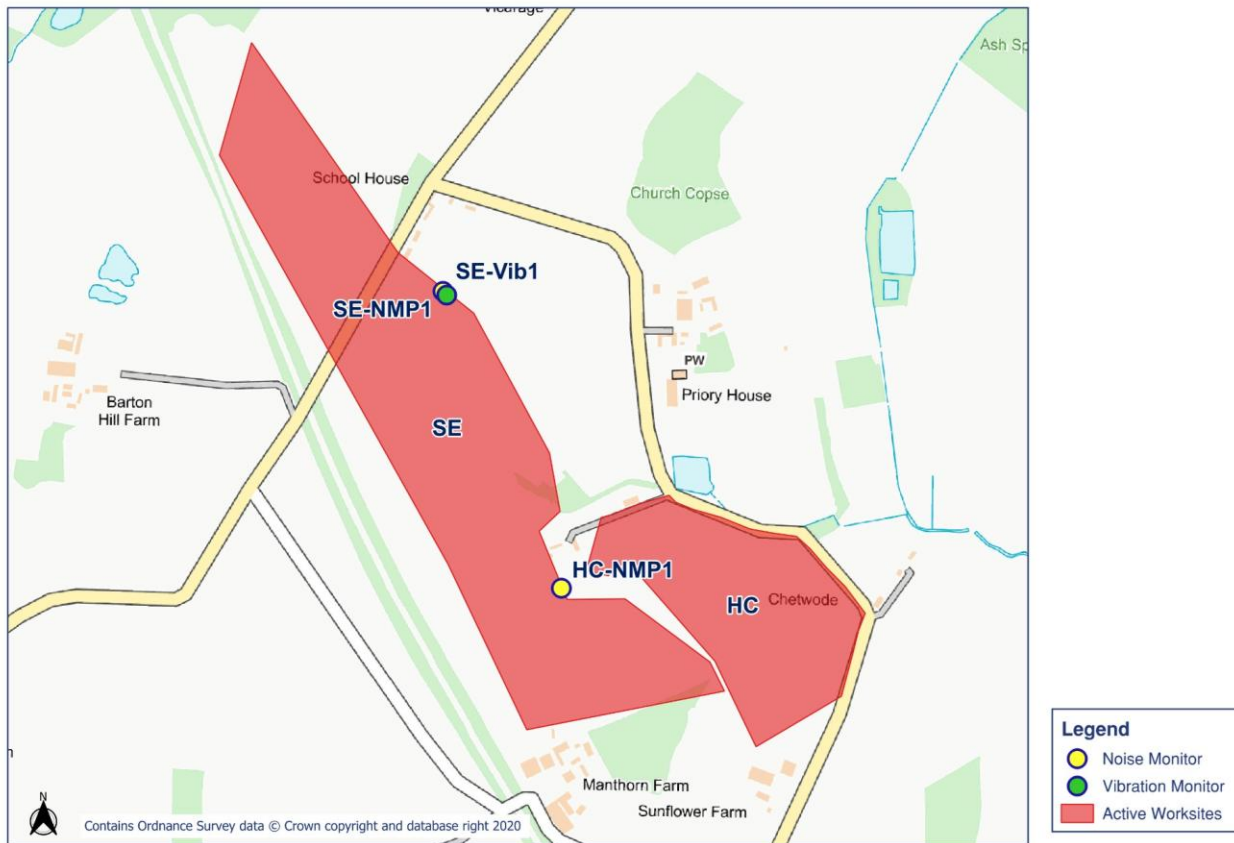 Vicarage
Ash Sp
School House
Church Copse
SE-Vib1
SE-NMP1
PW
Priory House
Barton
Hill Farm
SE
HC-NMP1
HC
Chetwode
Manthorn Farm
Sunflower Farm
N
Contains Ordnance Survey data © Crown copyright and database right 2020
Legend
Noise Monitor
Vibration Monitor
Active Worksites